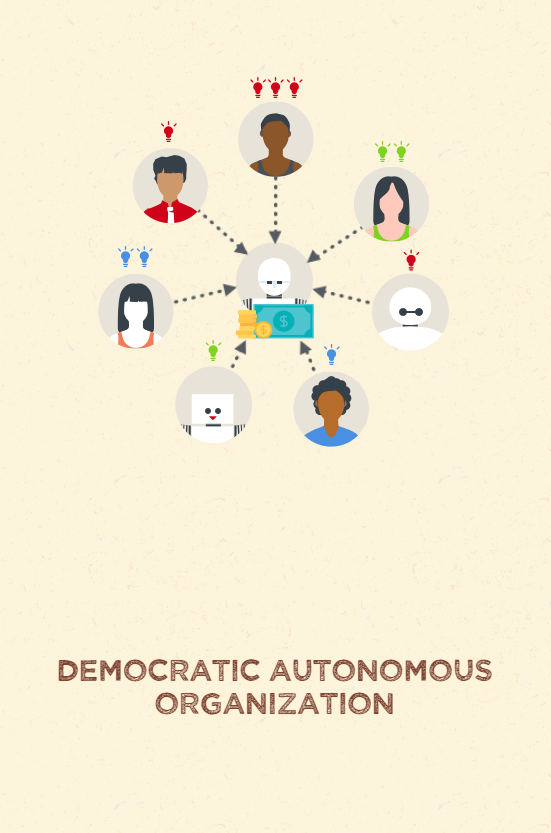 $
$
DEMOCRATIC AUTONOMOUS
ORGANIZATION